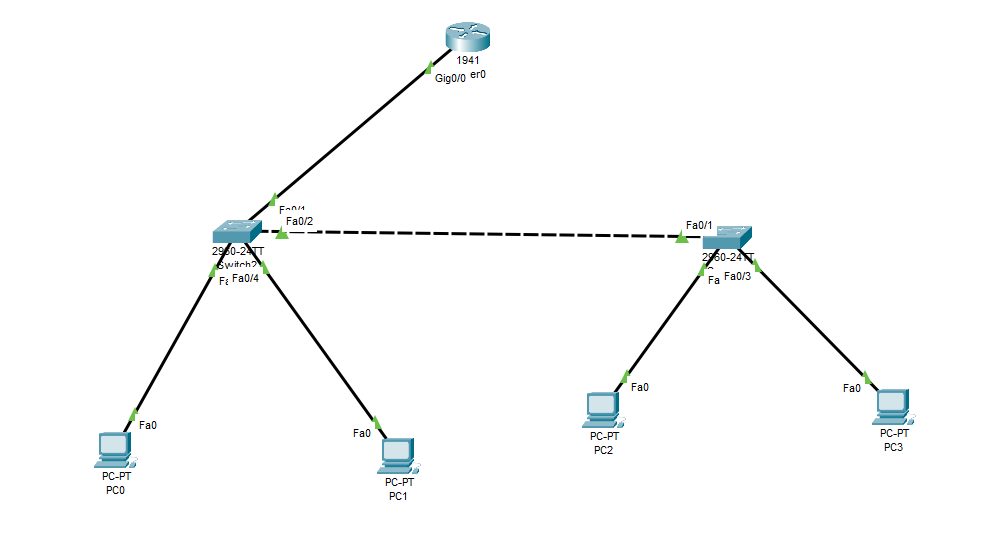 1941
Gig0/0 er0
Fa0/1
Fa0/2
Fa0/1
2960-24TT
Switch2
Fa0/4
2960-24TT
Fa Fa0/3
Fa0
Fa0
Fa0
Fa0
PC-PT
PC0
PC-PT
PC1
PC-PT
PC2
PC-PT
PC3